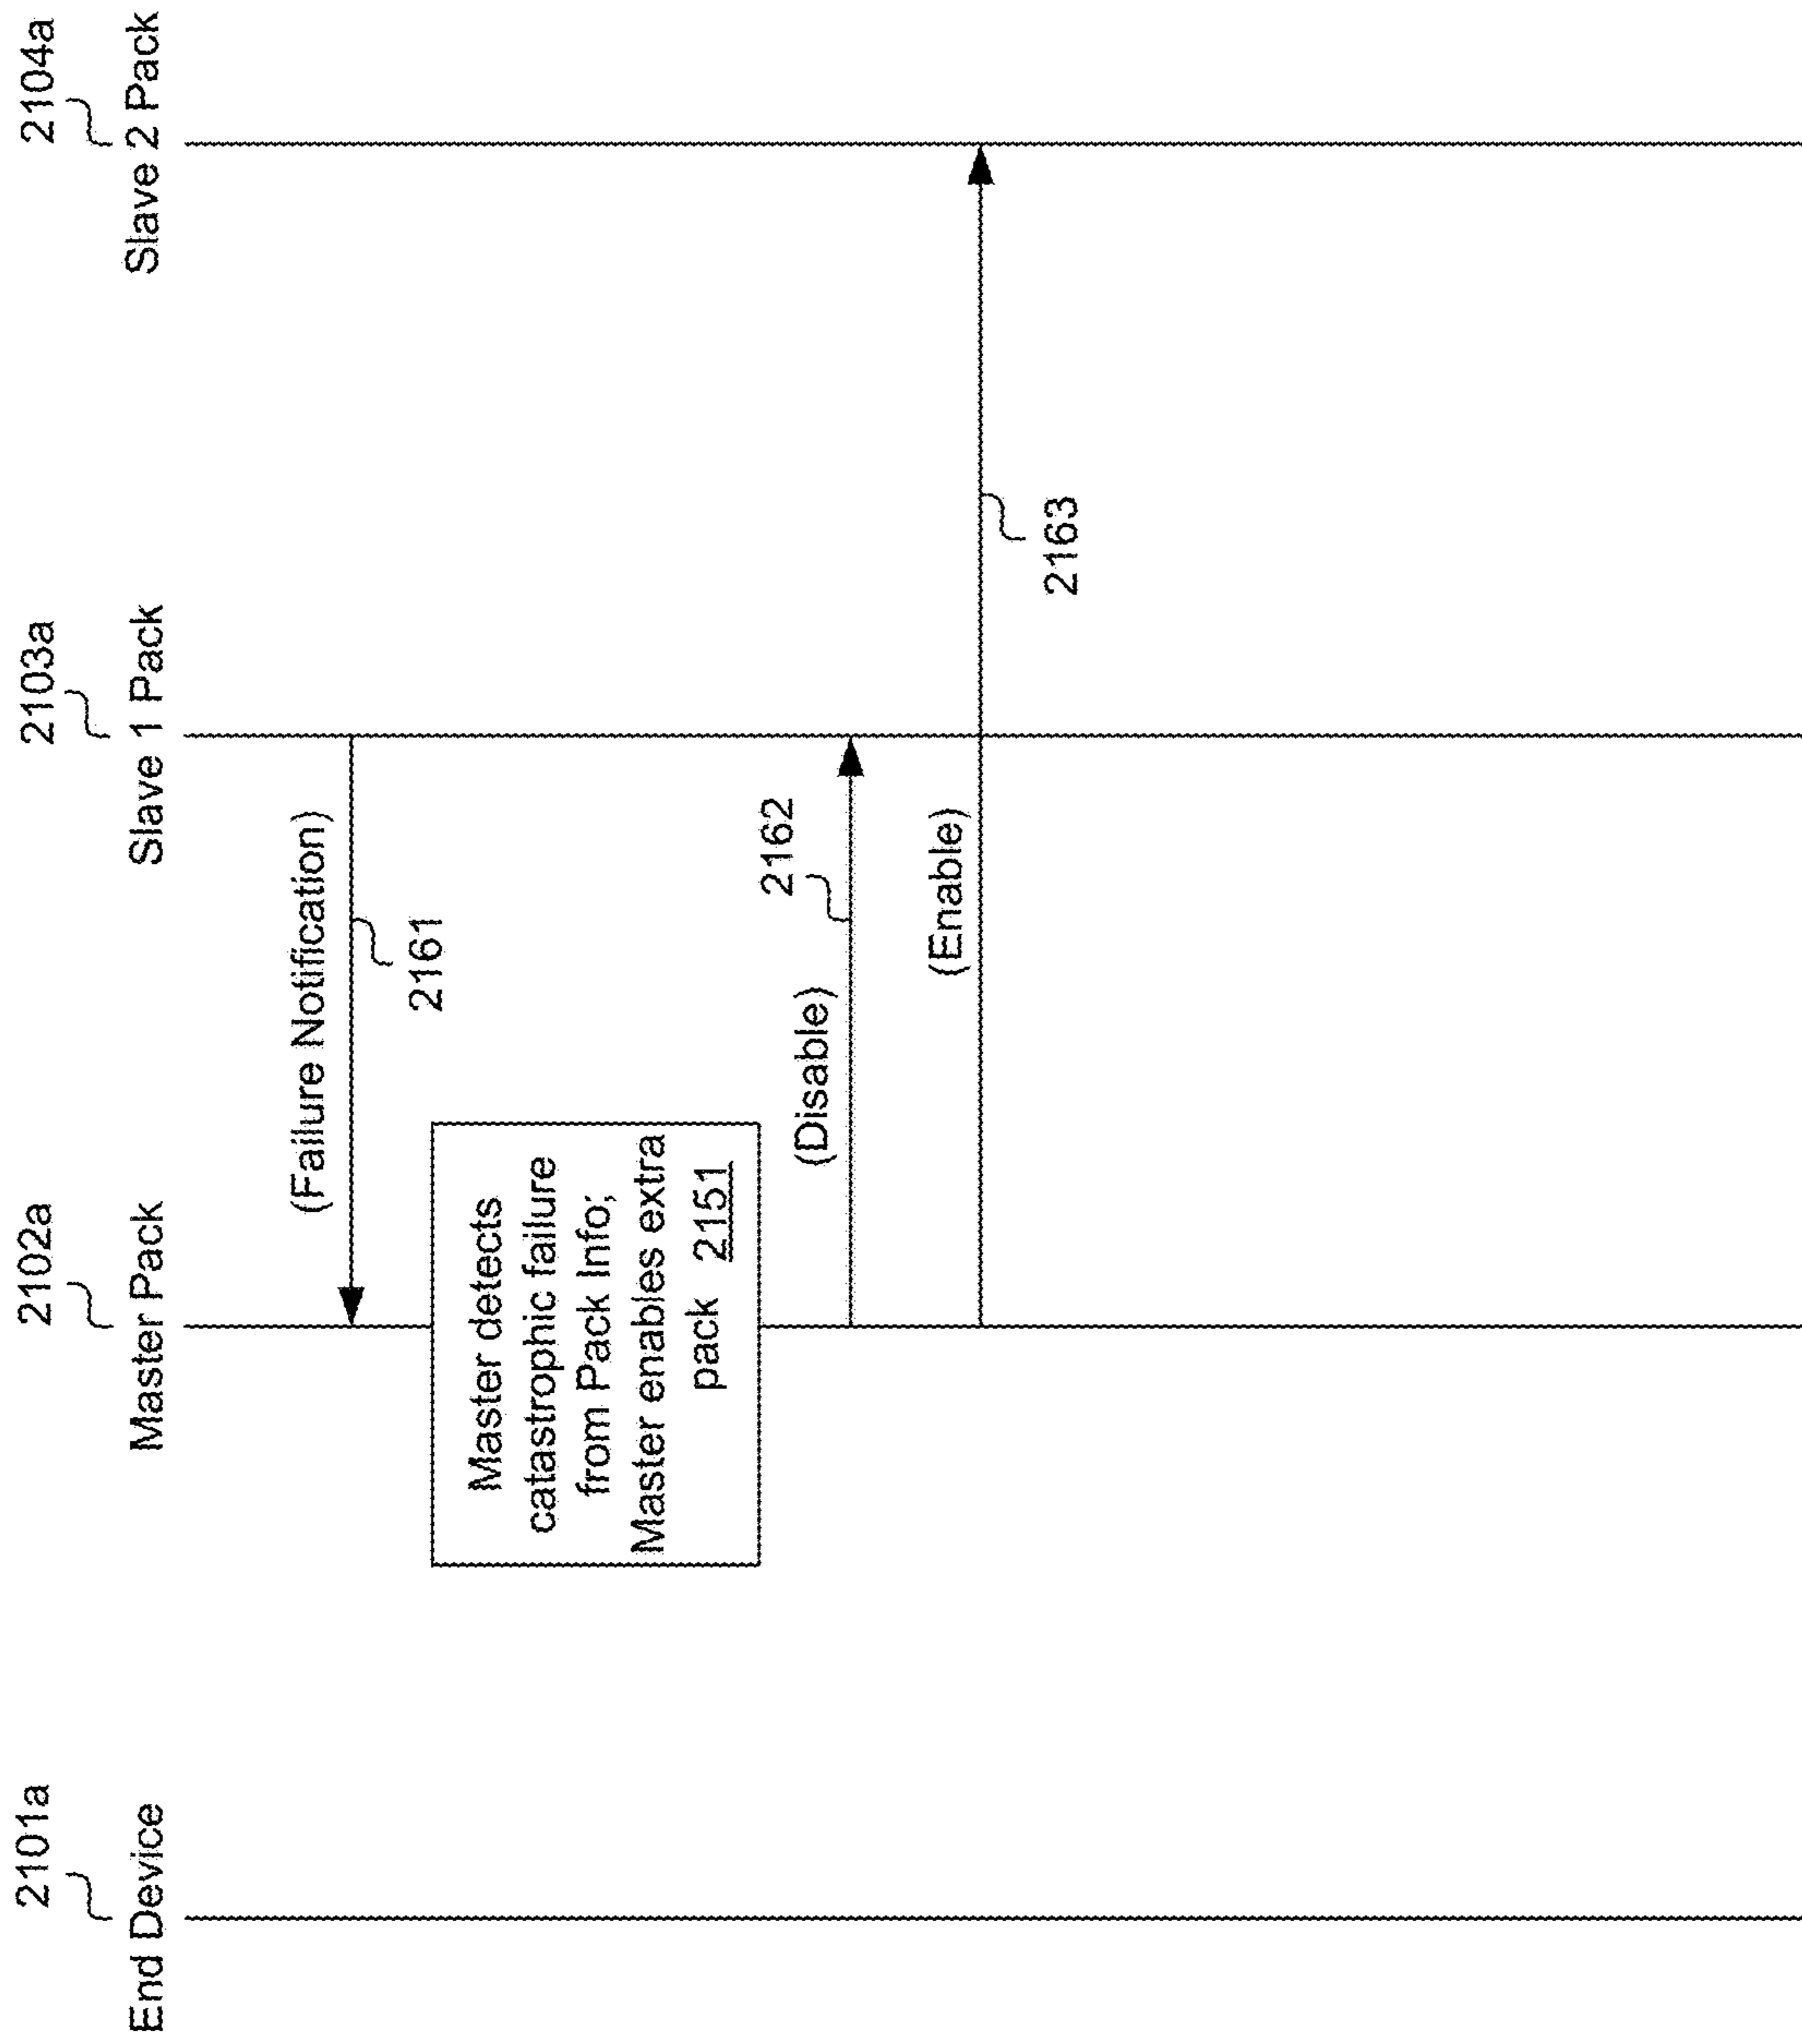 2101a
2102a
2103a
2104a
End Device
Master Pack
Slave 1 Pack
Slave 2 Pack
(Failure Notification)
2161
Master detects
catastrophic failure
from Pack Info;
Master enables extra
pack 2151
2162
(Disable)
(Enable)
2163